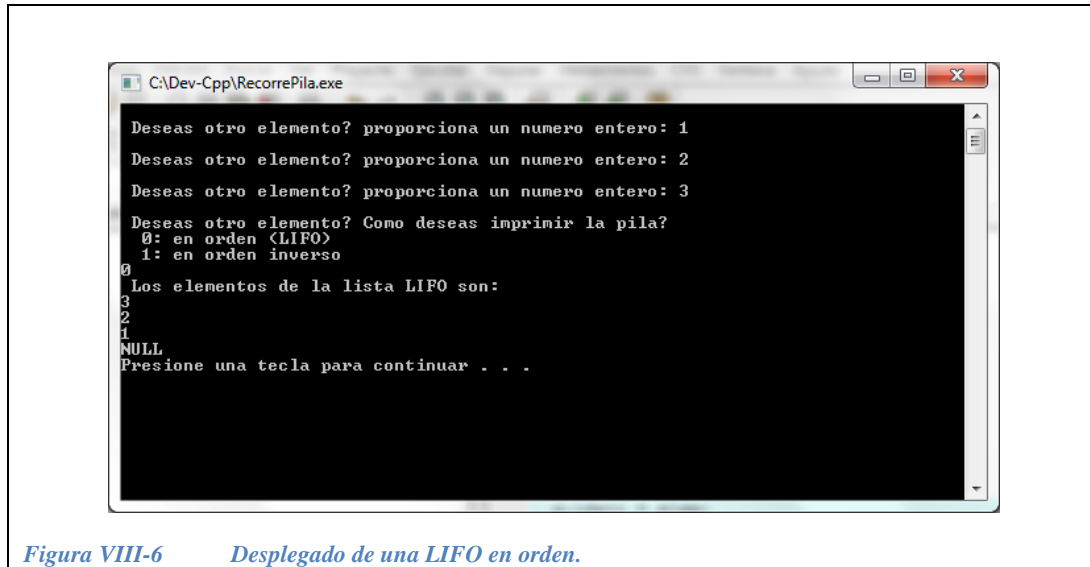 C:\Dev-Cpp\RecorrePila.exe
Deseas otro elemento? proporciona un numero entero: 1
Deseas otro elemento? proporciona un numero entero: 2
Deseas otro elemento? proporciona un numero entero: 3
Deseas otro elemento? Como deseas imprimir la pila?
0: en orden (LIFO)
1: en orden inverso
0
Los elementos de la lista LIFO son:
3
2
1
NULL
Presione una tecla para continuar . . .
Figura VIII-6 Desplegado de una LIFO en orden.